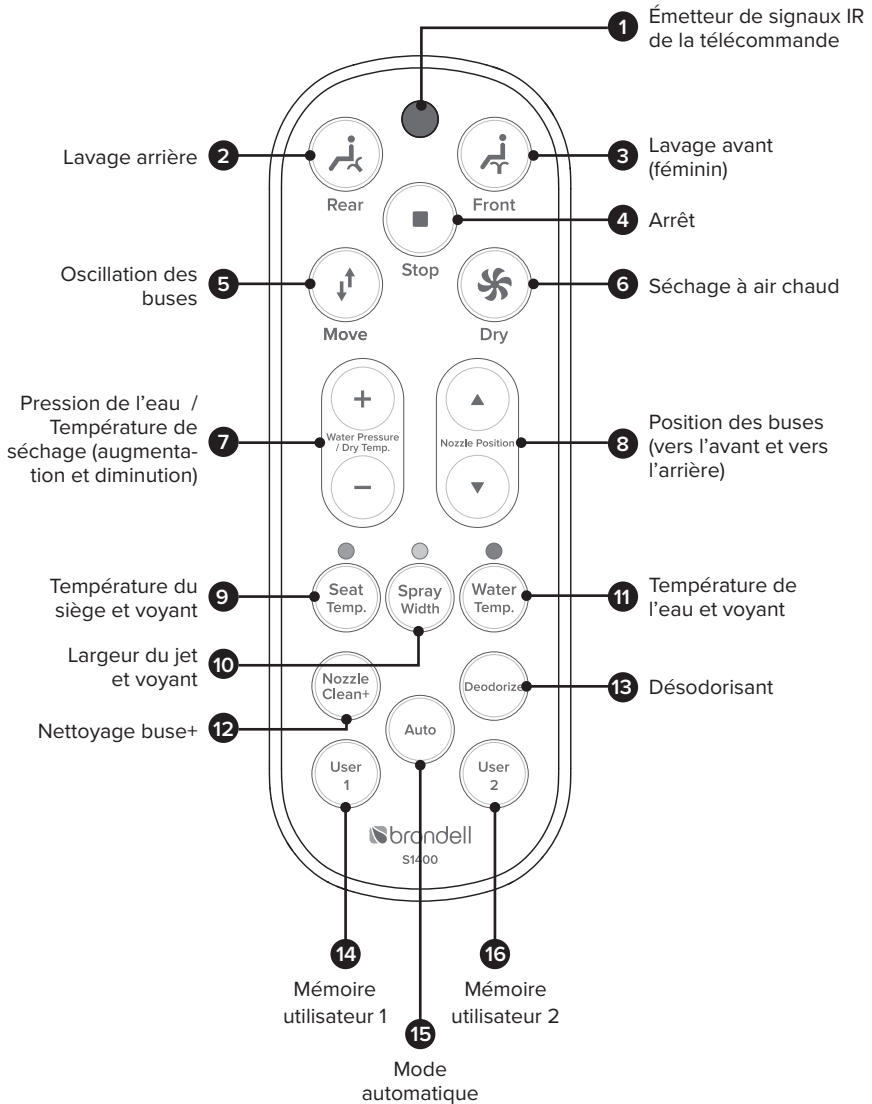 1
Émetteur de signaux IR
de la télécommande
Lavage arrière
2
3
Lavage avant
(féminin)
Rear
Front
4
Arrêt
Stop
Oscillation des
buses
5
6
Séchage à air chaud
Move
Dry
Pression de l'eau /
Température de
séchage (augmenta-
tion et diminution)
7
+
Water Pressure
/ Dry Temp.
−
Nozzle Position
8
Position des buses
(vers l'avant et vers
l'arrière)
Température du
siège et voyant
9
Seat
Temp.
Spray
Width
Water
Temp.
11
Température de
l'eau et voyant
Largeur du jet
et voyant
10
Nozzle
Clean+
Deodorize
13
Désodorisant
Nettoyage buse+
12
Auto
User
1
User
2
brondell
S1400
14
Mémoire
utilisateur 1
16
Mémoire
utilisateur 2
15
Mode
automatique